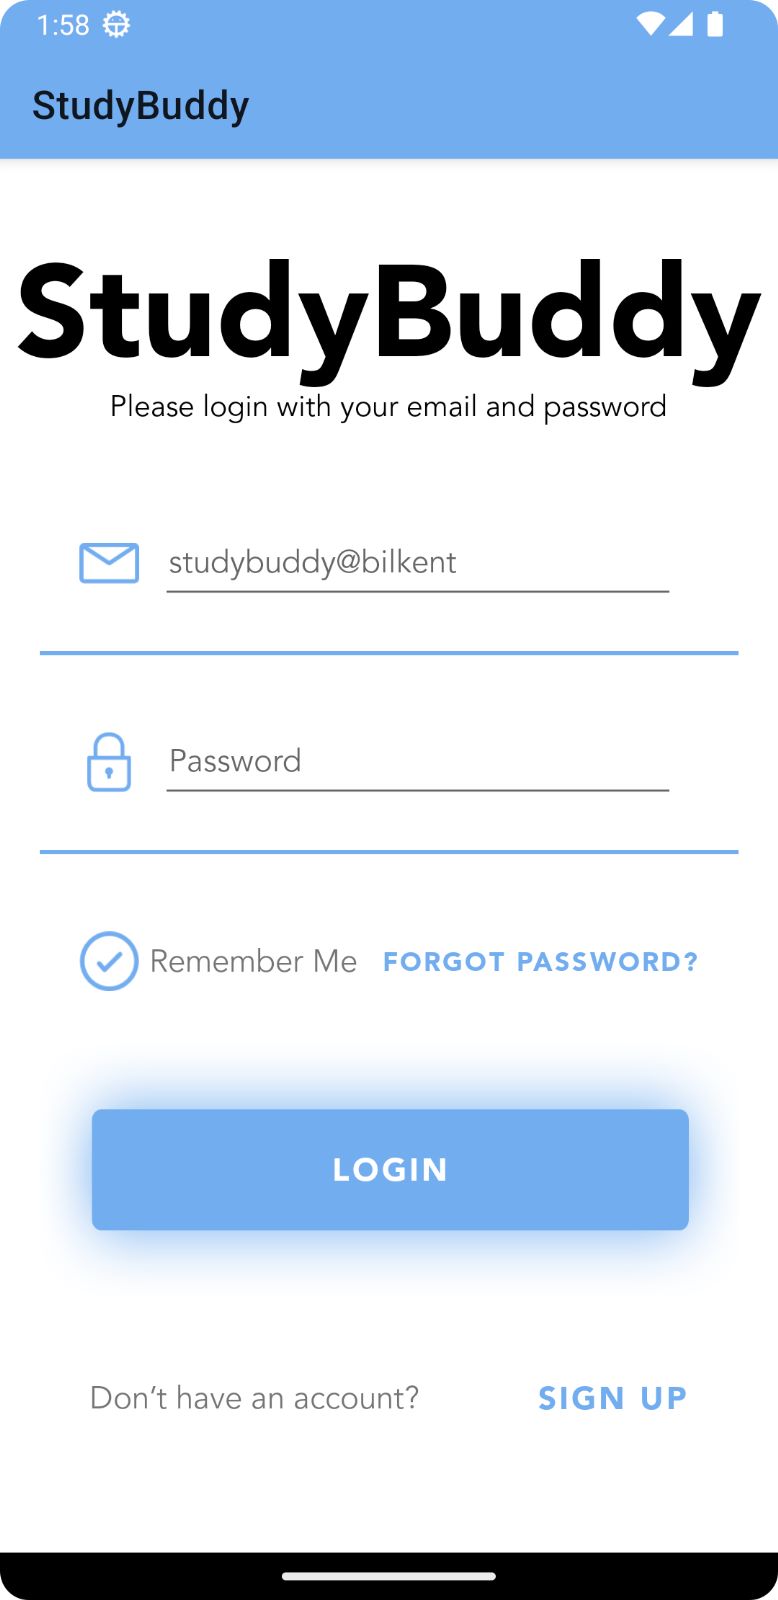 1:58
StudyBuddy
StudyBuddy
Please login with your email and password
studybuddy@bilkent
Password
Remember Me FORGOT PASSWORD?
LOGIN
Don't have an account? SIGN UP